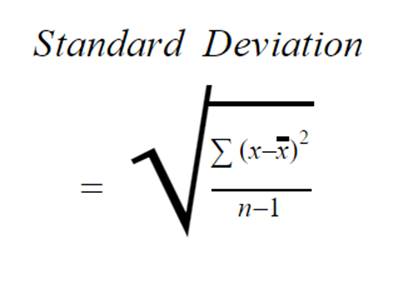 Standard Deviation
= √(∑ (x–x̄)² / n–1)